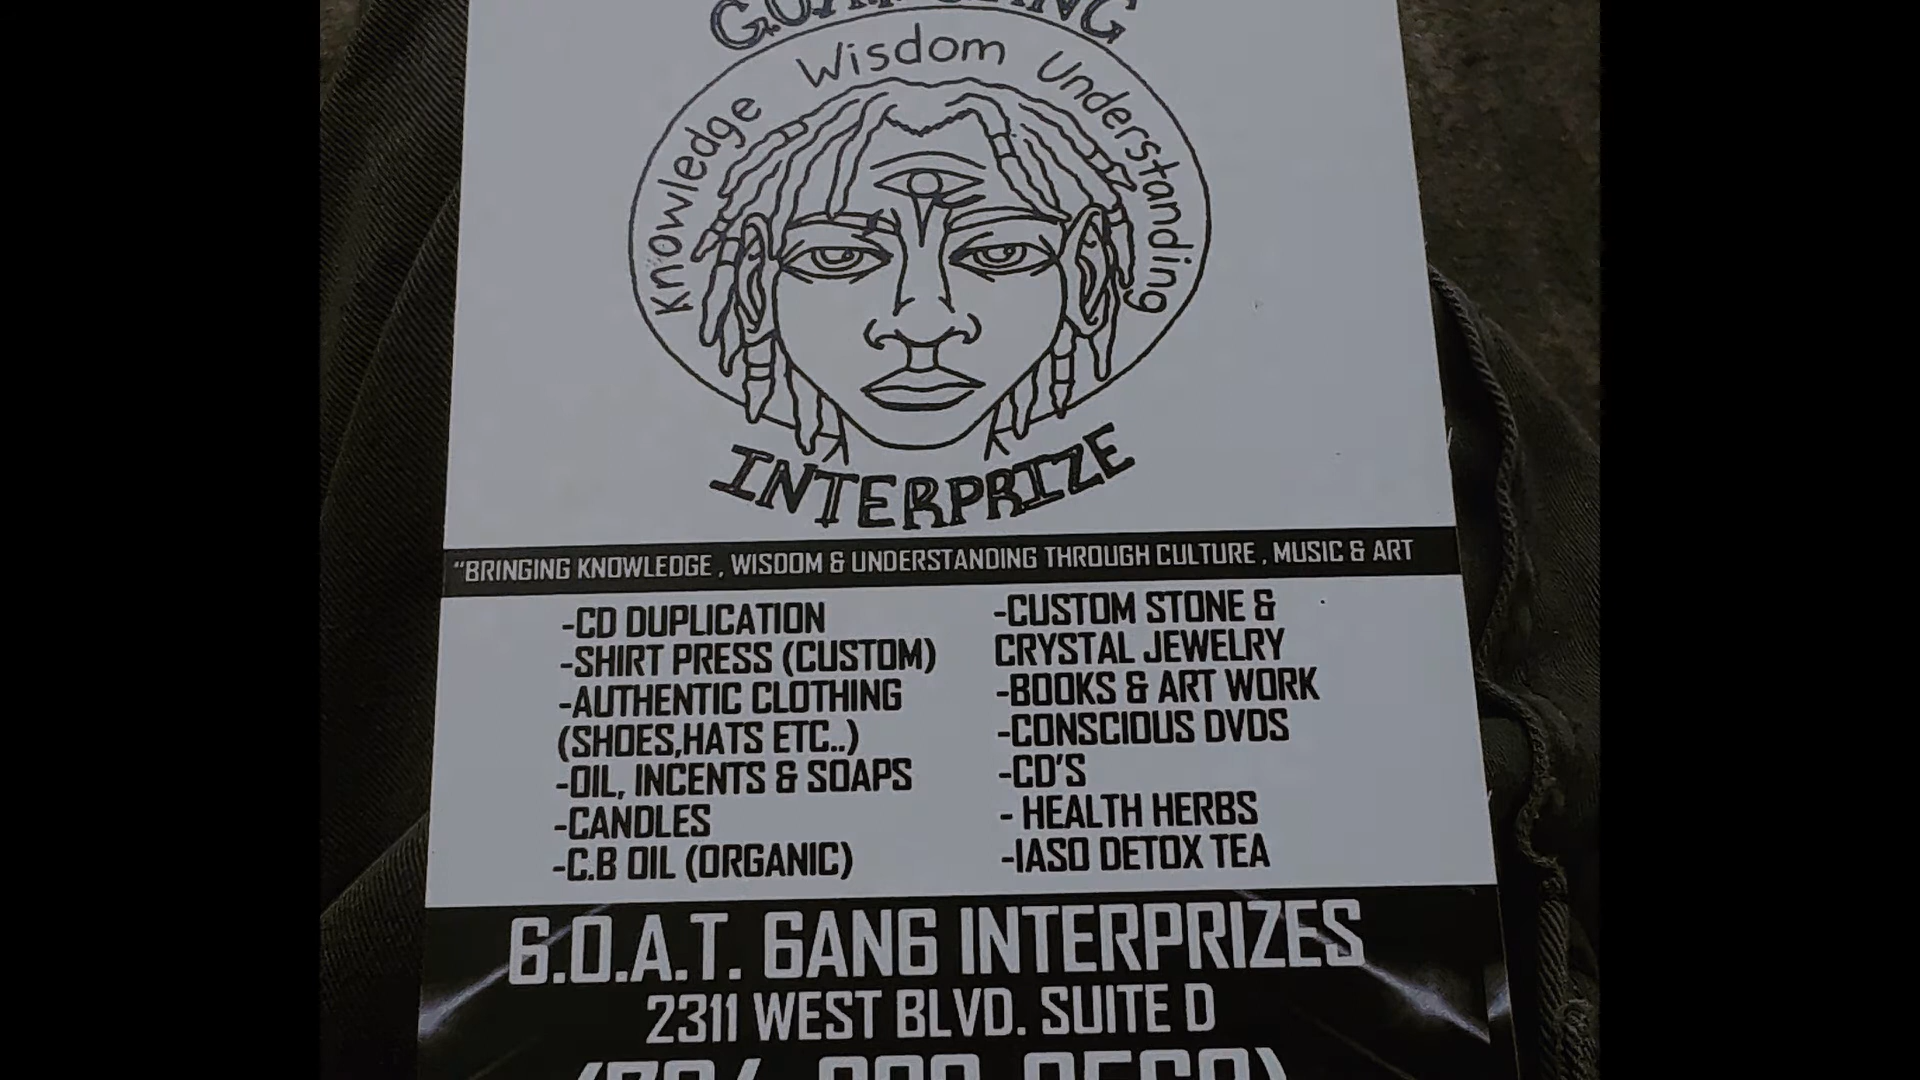 Knowledge Wisdom Understanding
INTERPRIZE
"BRINGING KNOWLEDGE , WISDOM & UNDERSTANDING THROUGH CULTURE , MUSIC & ART
-CD DUPLICATION
-SHIRT PRESS (CUSTOM)
-AUTHENTIC CLOTHING
(SHOES,HATS ETC..)
-OIL, INCENTS & SOAPS
-CANDLES
-C.B OIL (ORGANIC)
-CUSTOM STONE &
CRYSTAL JEWELRY
-BOOKS & ART WORK
-CONSCIOUS DVDS
-CD'S
- HEALTH HERBS
-IASO DETOX TEA
G.O.A.T. GANG INTERPRIZES
2311 WEST BLVD. SUITE D